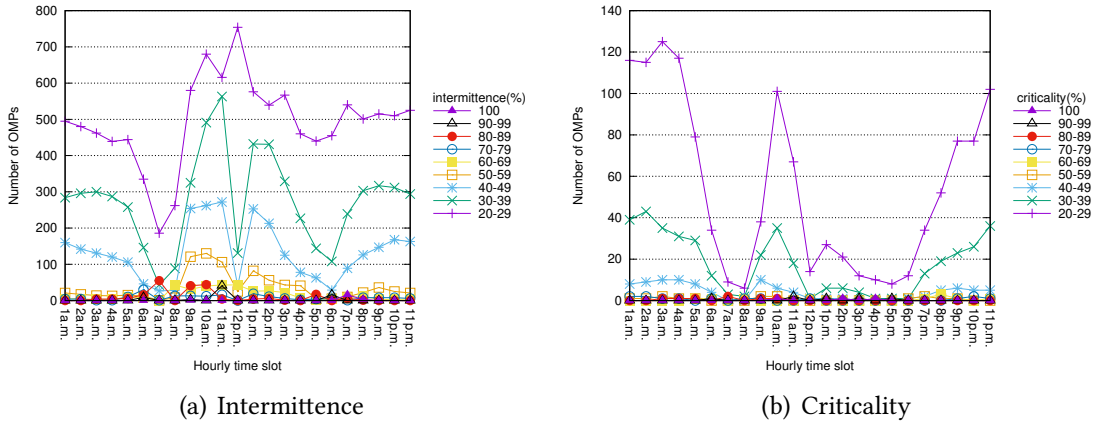 800
700
600
500
400
300
200
100
0
Number of OMPs
1a.m.
2a.m.
3a.m.
4a.m.
5a.m.
6a.m.
7a.m.
8a.m.
9a.m.
10a.m.
11a.m.
12p.m.
1p.m.
2p.m.
3p.m.
4p.m.
5p.m.
6p.m.
7p.m.
8p.m.
9p.m.
10p.m.
11p.m.
Hourly time slot
intermittence(%)
100
90-99
80-89
70-79
60-69
50-59
40-49
30-39
20-29
(a) Intermittence
140
120
100
80
60
40
20
0
Number of OMPs
1a.m.
2a.m.
3a.m.
4a.m.
5a.m.
6a.m.
7a.m.
8a.m.
9a.m.
10a.m.
11a.m.
12p.m.
1p.m.
2p.m.
3p.m.
4p.m.
5p.m.
6p.m.
7p.m.
8p.m.
9p.m.
10p.m.
11p.m.
Hourly time slot
criticality(%)
100
90-99
80-89
70-79
60-69
50-59
40-49
30-39
20-29
(b) Criticality